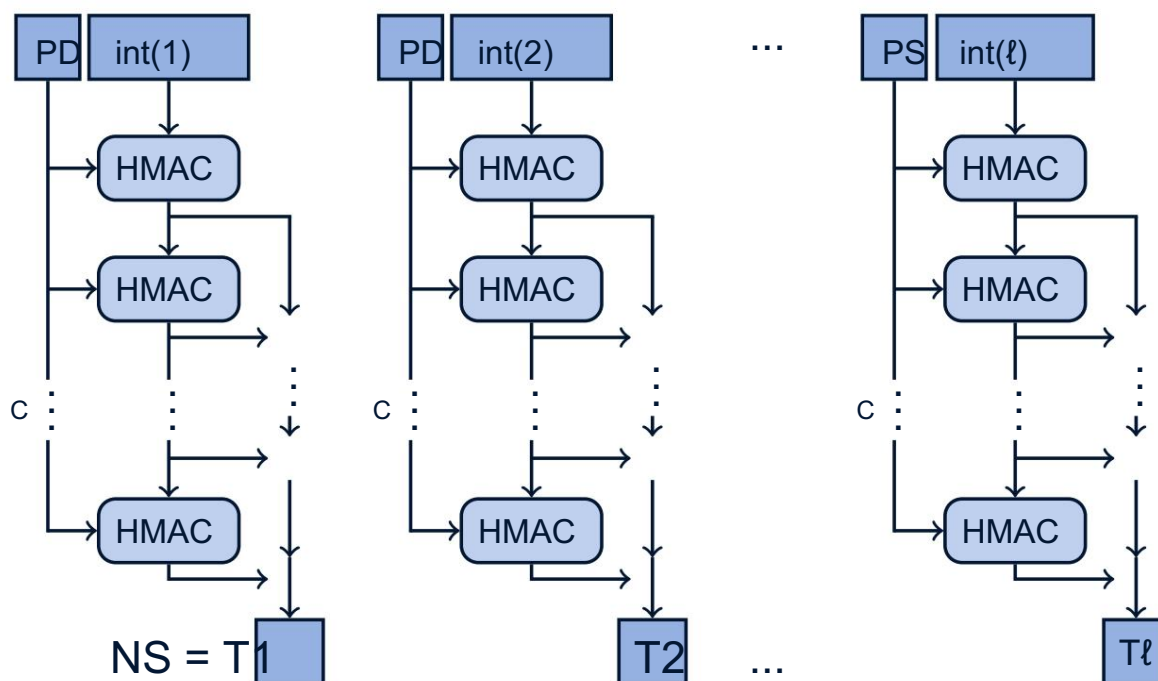 PD int(1) PD int(2) ... PS int(ℓ)
HMAC HMAC HMAC
HMAC HMAC HMAC
C C C
HMAC HMAC HMAC
NS = T1 T2 ... Tℓ